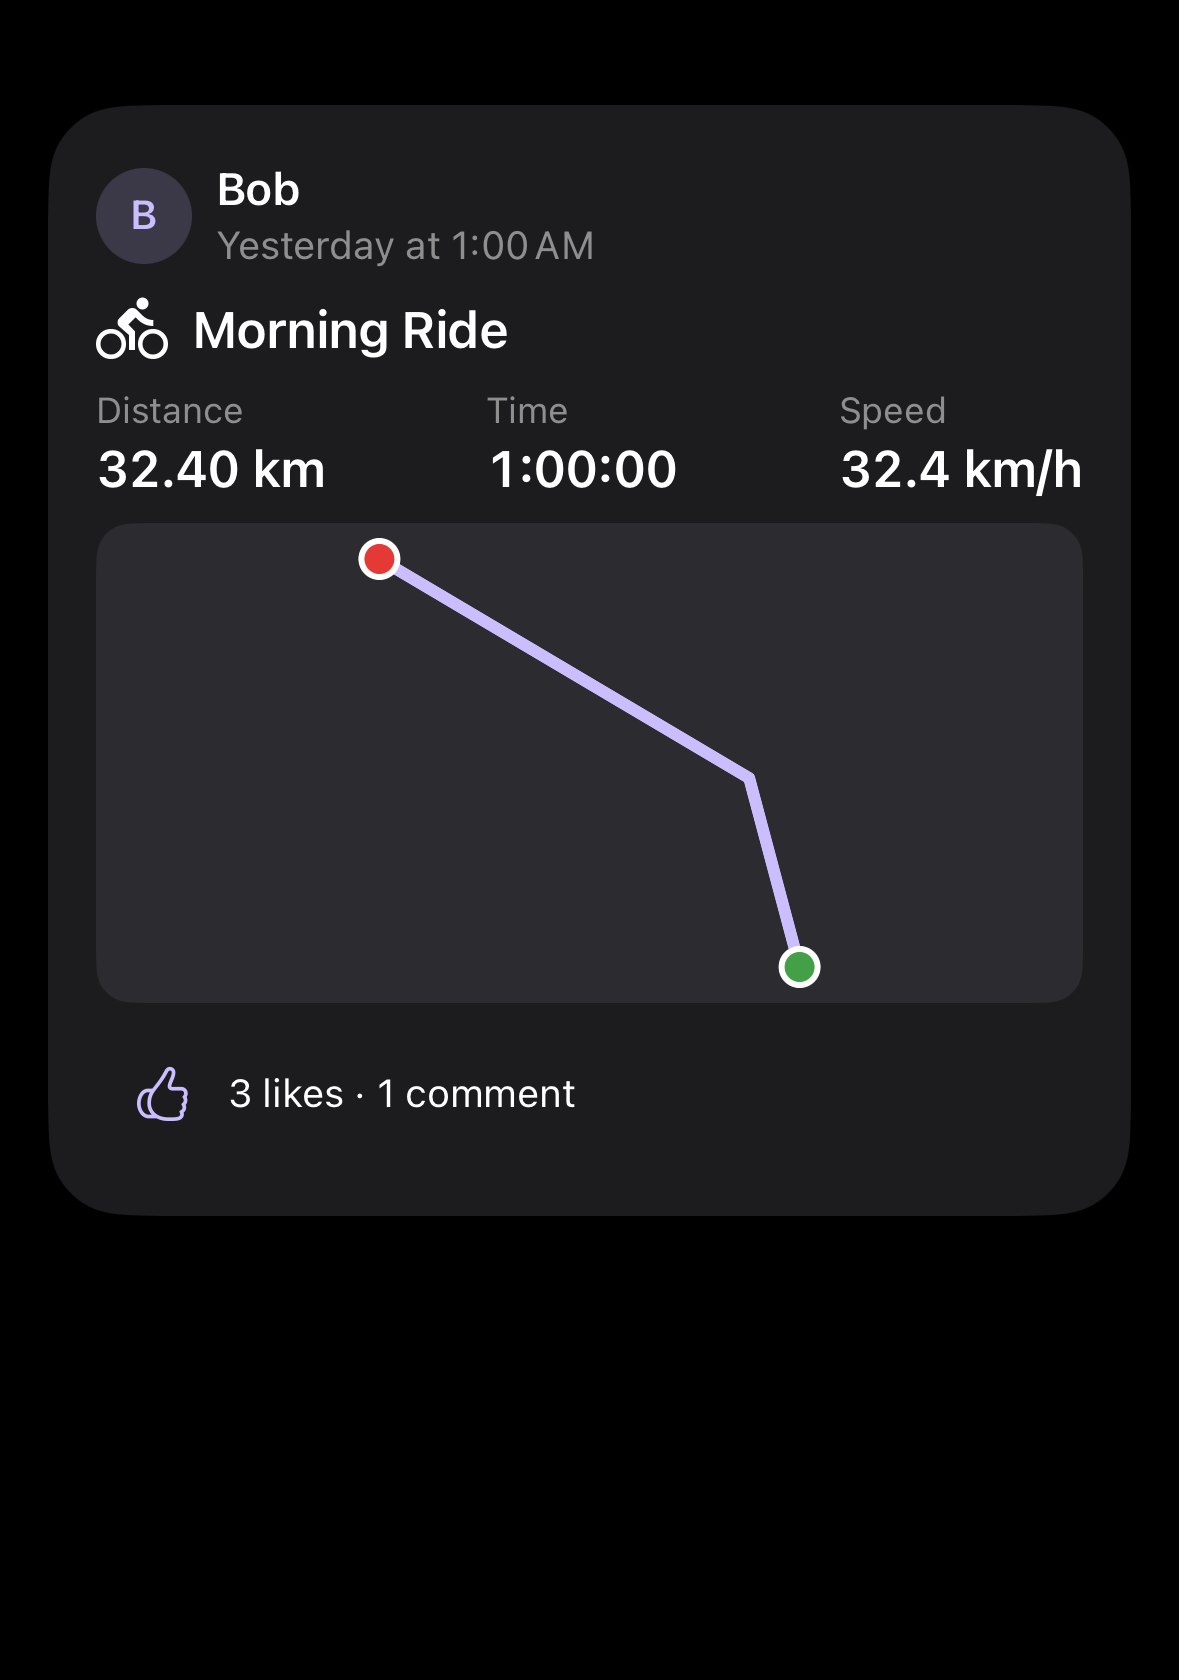 B
Bob
Yesterday at 1:00 AM
Morning Ride
Distance Time Speed
32.40 km 1:00:00 32.4 km/h
3 likes · 1 comment